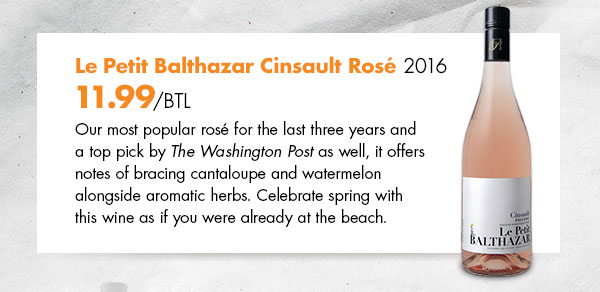 Le Petit Balthazar Cinsault Rosé 2016
11.99/BTL
Our most popular rosé for the last three years and
a top pick by The Washington Post as well, it offers
notes of bracing cantaloupe and watermelon
alongside aromatic herbs. Celebrate spring with
this wine as if you were already at the beach.
Cinsault
Le Petit
BALTHAZAR